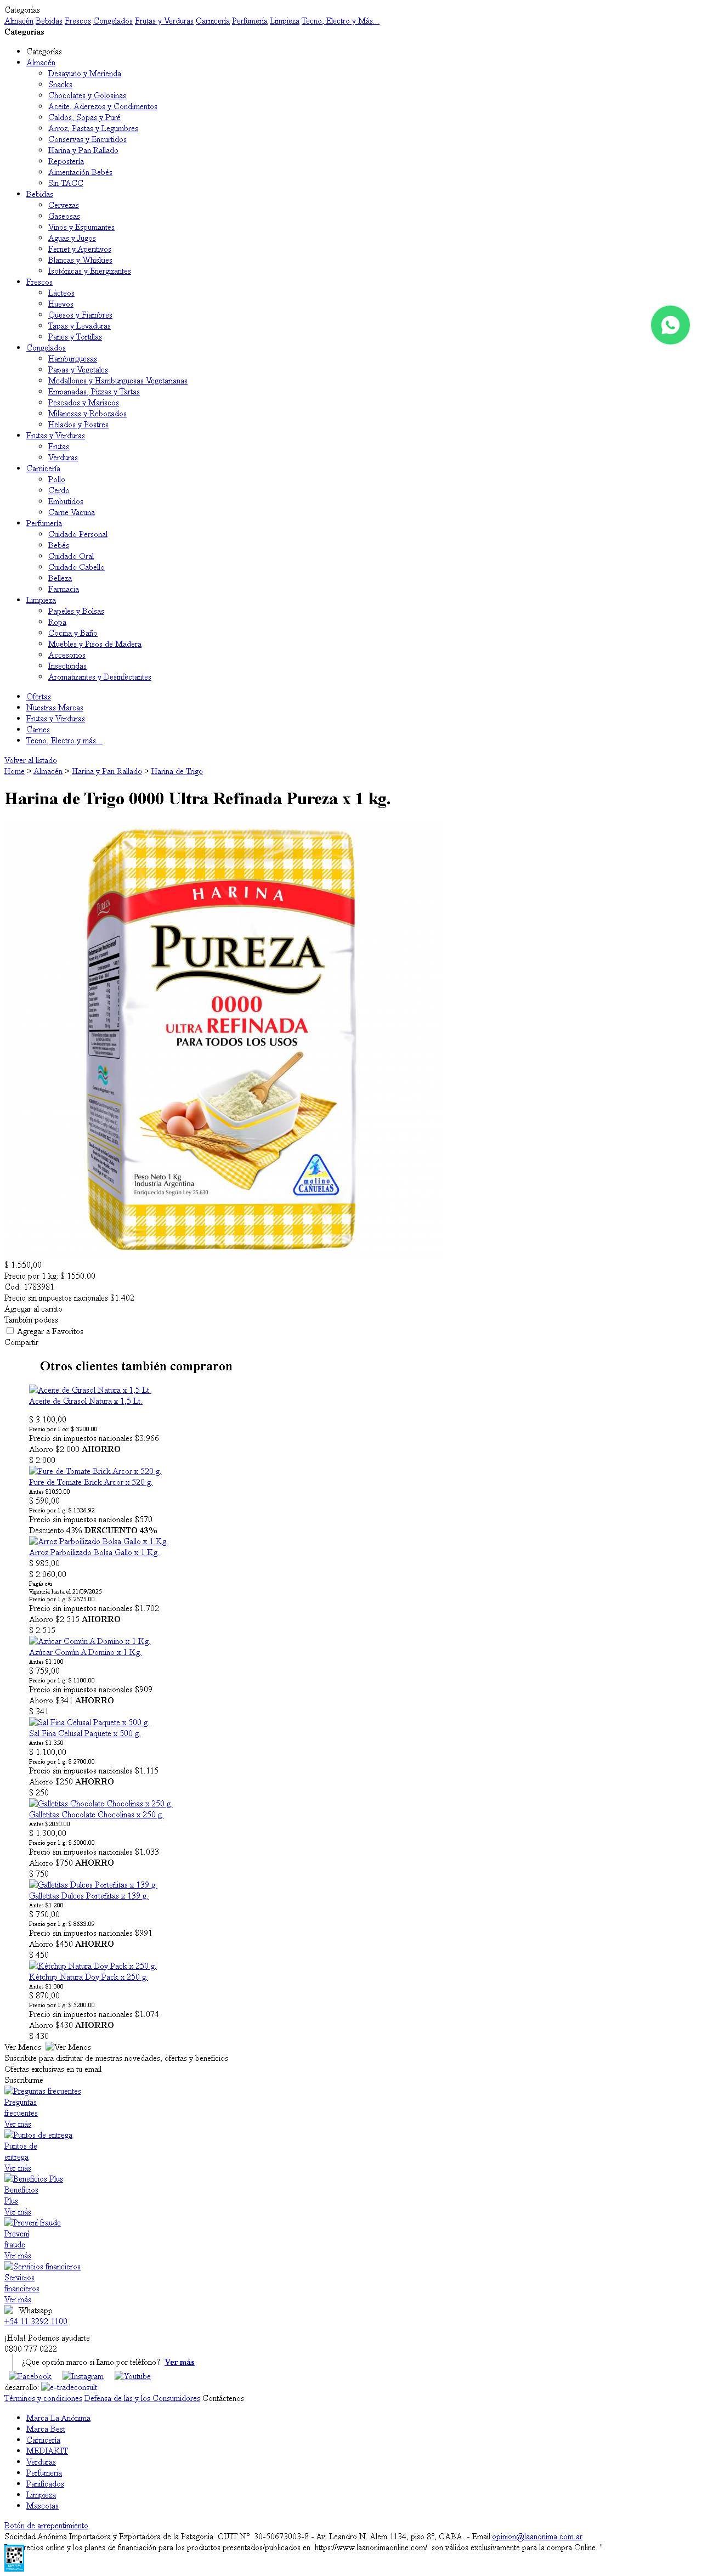 Categorías
Almacén Bebidas Frescos Congelados Frutas y Verduras Carnicería Perfumería Limpieza Tecno, Electro y Más...
Categorías
Categorías
Almacén
Desayuno y Merienda
Snacks
Chocolates y Golosinas
Aceite, Aderezos y Condimentos
Caldos, Sopas y Puré
Arroz, Pastas y Legumbres
Conservas y Encurtidos
Harina y Pan Rallado
Repostería
Aimentación Bebés
Sin TACC
Bebidas
Cervezas
Gaseosas
Vinos y Espumantes
Aguas y Jugos
Fernet y Aperitivos
Blancas y Whiskies
Isotónicas y Energizantes
Frescos
Lácteos
Huevos
Quesos y Fiambres
Tapas y Levaduras
Panes y Tortillas
Congelados
Hamburguesas
Papas y Vegetales
Medallones y Hamburguesas Vegetarianas
Empanadas, Pizzas y Tartas
Pescados y Mariscos
Milanesas y Rebozados
Helados y Postres
Frutas y Verduras
Frutas
Verduras
Carnicería
Pollo
Cerdo
Embutidos
Carne Vacuna
Perfumería
Cuidado Personal
Bebés
Cuidado Oral
Cuidado Cabello
Belleza
Farmacia
Limpieza
Papeles y Bolsas
Ropa
Cocina y Baño
Muebles y Pisos de Madera
Accesorios
Insecticidas
Aromatizantes y Desinfectantes
Ofertas
Nuestras Marcas
Frutas y Verduras
Carnes
Tecno, Electro y más...
Volver al listado
Home > Almacén > Harina y Pan Rallado > Harina de Trigo
Harina de Trigo 0000 Ultra Refinada Pureza x 1 kg.
HARINA
PUREZA
0000
ULTRA REFINADA
PARA TODOS LOS USOS
Peso Neto 1 Kg
Industria Argentina
Enriquecida Según Ley 25.630
molino CAÑUELAS
$ 1.550,00
Precio por 1 kg: $ 1550.00
Cod. 1783981
Precio sin impuestos nacionales $1.402
Agregar al carrito
También podess
Agregar a Favoritos
Compartir
Otros clientes también compraron
Aceite de Girasol Natura x 1,5 Lt.
Aceite de Girasol Natura x 1,5 Lt.
$ 3.100,00
Precio por 1 cc: $ 3200.00
Precio sin impuestos nacionales $3.966
Ahorro $2.000 AHORRO
$ 2.000
Pure de Tomate Brick Arcor x 520 g.
Pure de Tomate Brick Arcor x 520 g.
Antes $1050.00
$ 590,00
Precio por 1 g: $ 1326.92
Precio sin impuestos nacionales $570
Descuento 43% DESCUENTO 43%
Arroz Parboilizado Bolsa Gallo x 1 Kg.
Arroz Parboilizado Bolsa Gallo x 1 Kg.
$ 985,00
$ 2.060,00
Pagás c/u
Vigencia hasta el 21/09/2025
Precio por 1 g: $ 2575.00
Precio sin impuestos nacionales $1.702
Ahorro $2.515 AHORRO
$ 2.515
Azúcar Común A Domino x 1 Kg.
Azúcar Común A Domino x 1 Kg.
Antes $1.100
$ 759,00
Precio por 1 g: $ 1100.00
Precio sin impuestos nacionales $909
Ahorro $341 AHORRO
$ 341
Sal Fina Celusal Paquete x 500 g.
Sal Fina Celusal Paquete x 500 g.
Antes $1.350
$ 1.100,00
Precio por 1 g: $ 2700.00
Precio sin impuestos nacionales $1.115
Ahorro $250 AHORRO
$ 250
Galletitas Chocolate Chocolinas x 250 g.
Galletitas Chocolate Chocolinas x 250 g.
Antes $2050.00
$ 1.300,00
Precio por 1 g: $ 5000.00
Precio sin impuestos nacionales $1.033
Ahorro $750 AHORRO
$ 750
Galletitas Dulces Porteñitas x 139 g.
Galletitas Dulces Porteñitas x 139 g.
Antes $1.200
$ 750,00
Precio por 1 g: $ 8633.09
Precio sin impuestos nacionales $991
Ahorro $450 AHORRO
$ 450
Kétchup Natura Doy Pack x 250 g.
Kétchup Natura Doy Pack x 250 g.
Antes $1.300
$ 870,00
Precio por 1 g: $ 5200.00
Precio sin impuestos nacionales $1.074
Ahorro $430 AHORRO
$ 430
Ver Menos Ver Menos
Suscribite para disfrutar de nuestras novedades, ofertas y beneficios
Ofertas exclusivas en tu email
Suscribirme
Preguntas frecuentes
Preguntas
frecuentes
Ver más
Puntos de entrega
Puntos de
entrega
Ver más
Beneficios Plus
Beneficios
Plus
Ver más
Prevení fraude
Prevení
fraude
Ver más
Servicios financieros
Servicios
financieros
Ver más
Whatsapp
+54 11 3292 1100
¡Hola! Podemos ayudarte
0800 777 0222
¿Que opción marco si llamo por teléfono? Ver más
Facebook Instagram Youtube
desarrollo: e-tradeconsult
Términos y condiciones Defensa de las y los Consumidores Contáctenos
Marca La Anónima
Marca Best
Carnicería
MEDIAKIT
Verduras
Perfumeria
Panificados
Limpieza
Mascotas
Botón de arrepentimiento
Sociedad Anónima Importadora y Exportadora de la Patagonia CUIT Nº 30-50673003-8 - Av. Leandro N. Alem 1134, piso 8º, CABA. - Email:opinion@laanonima.com.ar
recios online y los planes de financiación para los productos presentados/publicados en https://www.laanonimaonline.com/ son válidos exclusivamente para la compra Online. "